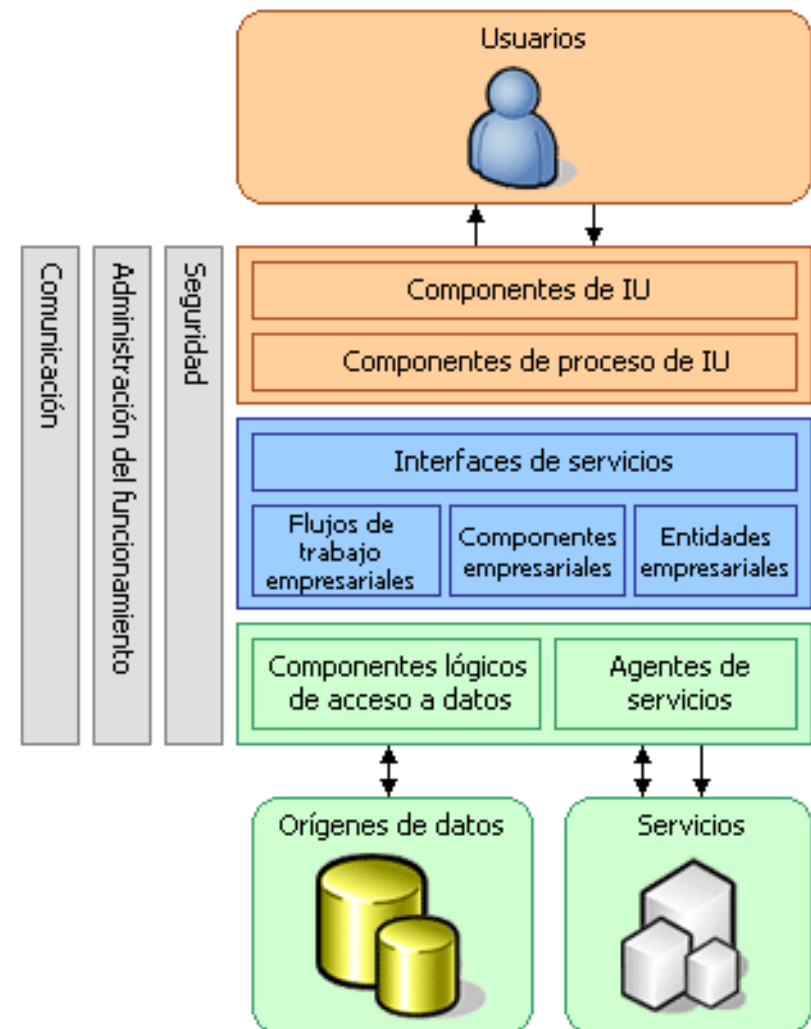 Usuarios
Comunicación
Administración del funcionamiento
Seguridad
Componentes de IU
Componentes de proceso de IU
Interfaces de servicios
Flujos de
trabajo
empresariales
Componentes
empresariales
Entidades
empresariales
Componentes lógicos
de acceso a datos
Agentes de
servicios
Orígenes de datos
Servicios